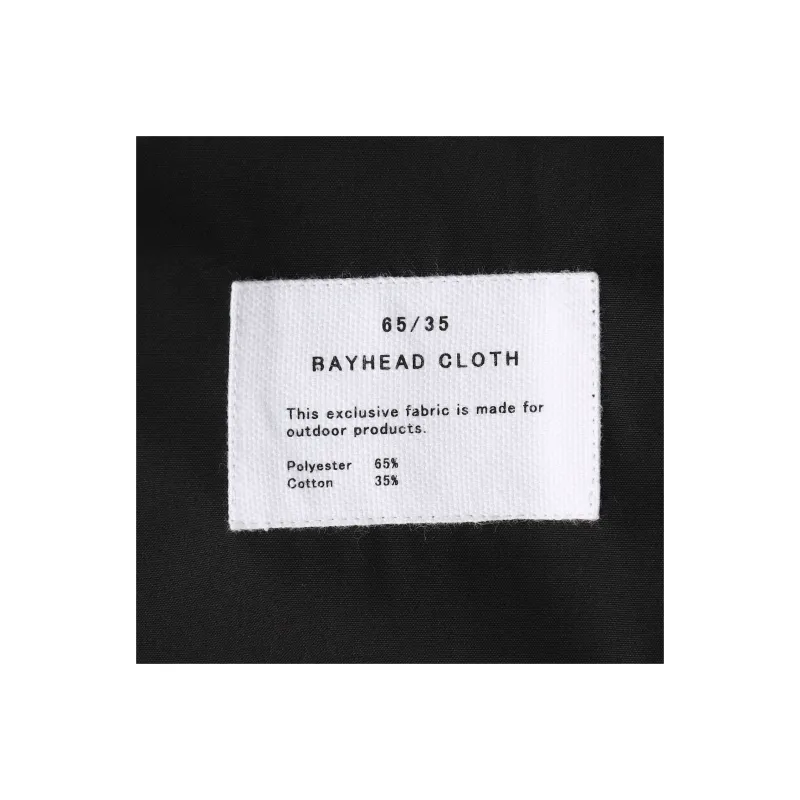 65/35
BAYHEAD CLOTH
This exclusive fabric is made for
outdoor products.
Polyester 65%
Cotton 35%